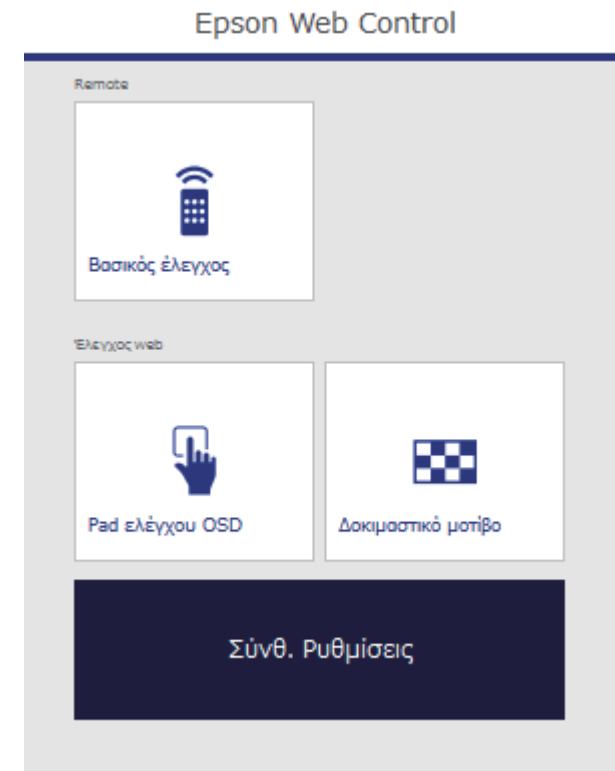 Epson Web Control
Remote
Βασικός έλεγχος
Έλεγχος web
Pad ελέγχου OSD
Δοκιμαστικό μοτίβο
Σύνθ. Ρυθμίσεις